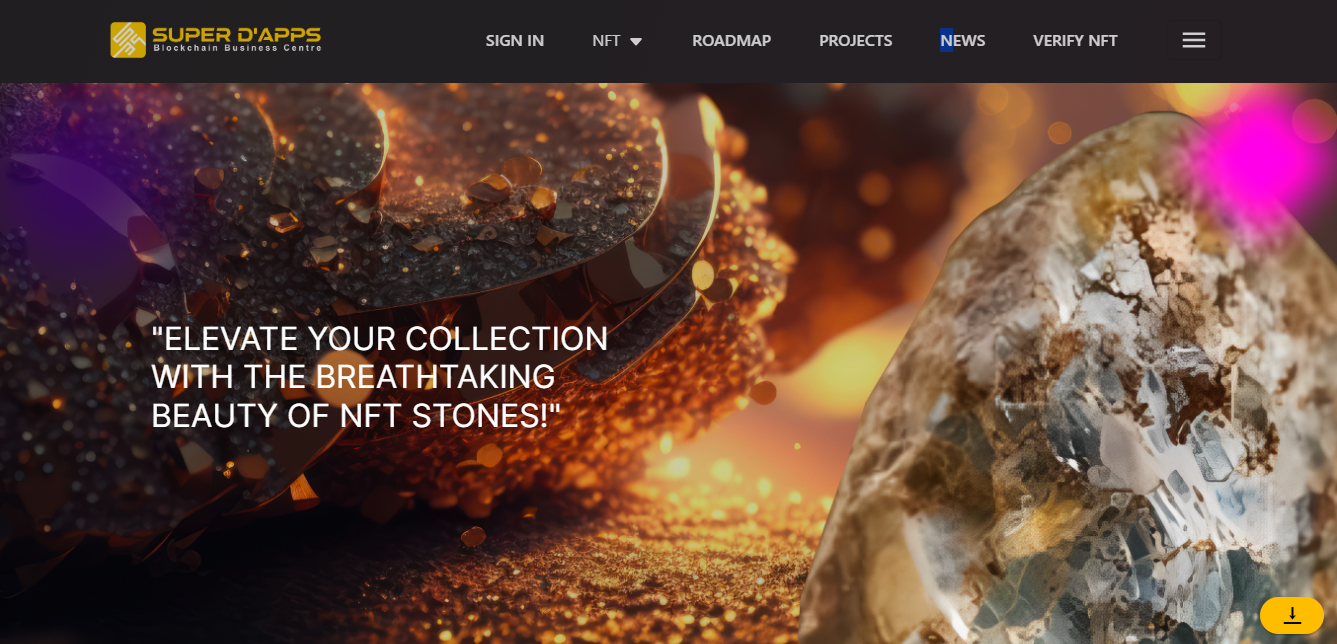 SUPER D'APPS
Blockchain Business Centre
SIGN IN
NFT
ROADMAP
PROJECTS
NEWS
VERIFY NFT
"ELEVATE YOUR COLLECTION
WITH THE BREATHTAKING
BEAUTY OF NFT STONES!"